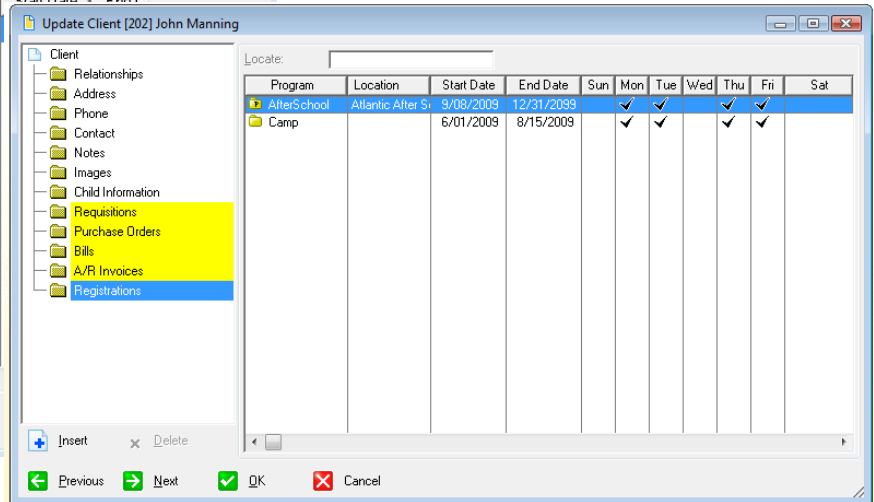 Update Client [202] John Manning
Client
Relationships
Address
Phone
Contact
Notes
Images
Child Information
Requisitions
Purchase Orders
Bills
A/R Invoices
Registrations
Locate:
Program Location Start Date End Date Sun Mon Tue Wed Thu Fri Sat
AfterSchool Atlantic After 9/08/2009 12/31/2099
Camp 6/01/2009 8/15/2009
Insert Delete
Previous Next OK Cancel